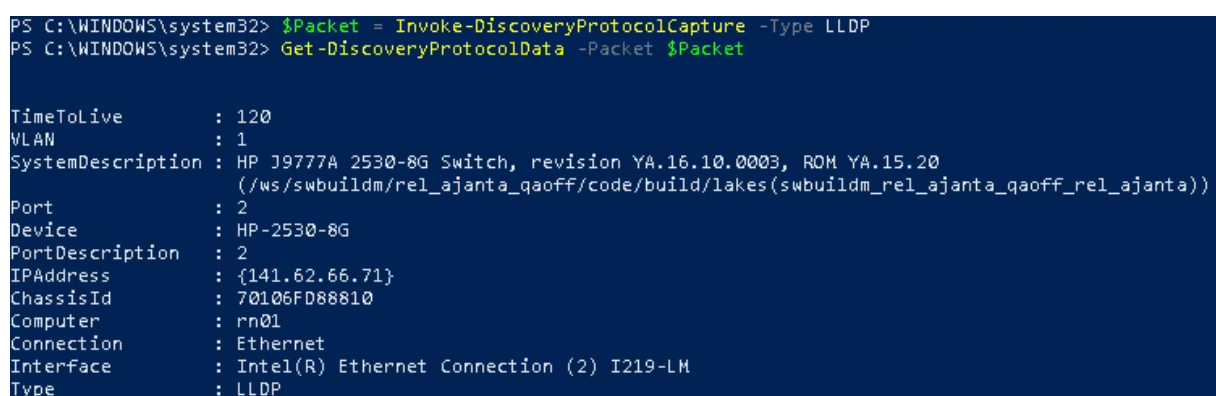 PS C:\WINDOWS\system32> $Packet = Invoke-DiscoveryProtocolCapture -Type LLDP
PS C:\WINDOWS\system32> Get-DiscoveryProtocolData -Packet $Packet
TimeToLive : 120
VLAN : 1
SystemDescription : HP J9777A 2530-8G Switch, revision YA.16.10.0003, ROM YA.15.20
(/ws/swbuildm/rel_ajanta_qaoff/code/build/lakes(swbuildm_rel_ajanta_qaoff_rel_ajanta))
Port : 2
Device : HP-2530-8G
PortDescription : 2
IPAddress : {141.62.66.71}
ChassisId : 70106FD88810
Computer : rn01
Connection : Ethernet
Interface : Intel(R) Ethernet Connection (2) I219-LM
Type : LLDP